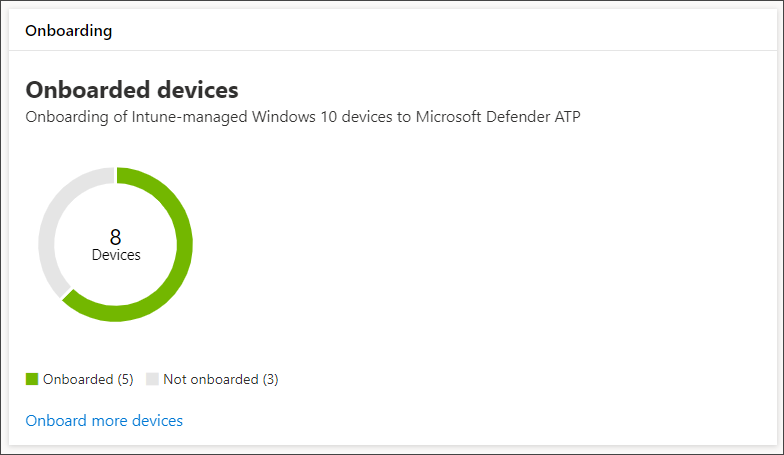 Onboarding
Onboarded devices
Onboarding of Intune-managed Windows 10 devices to Microsoft Defender ATP
8
Devices
Onboarded (5) Not onboarded (3)
Onboard more devices